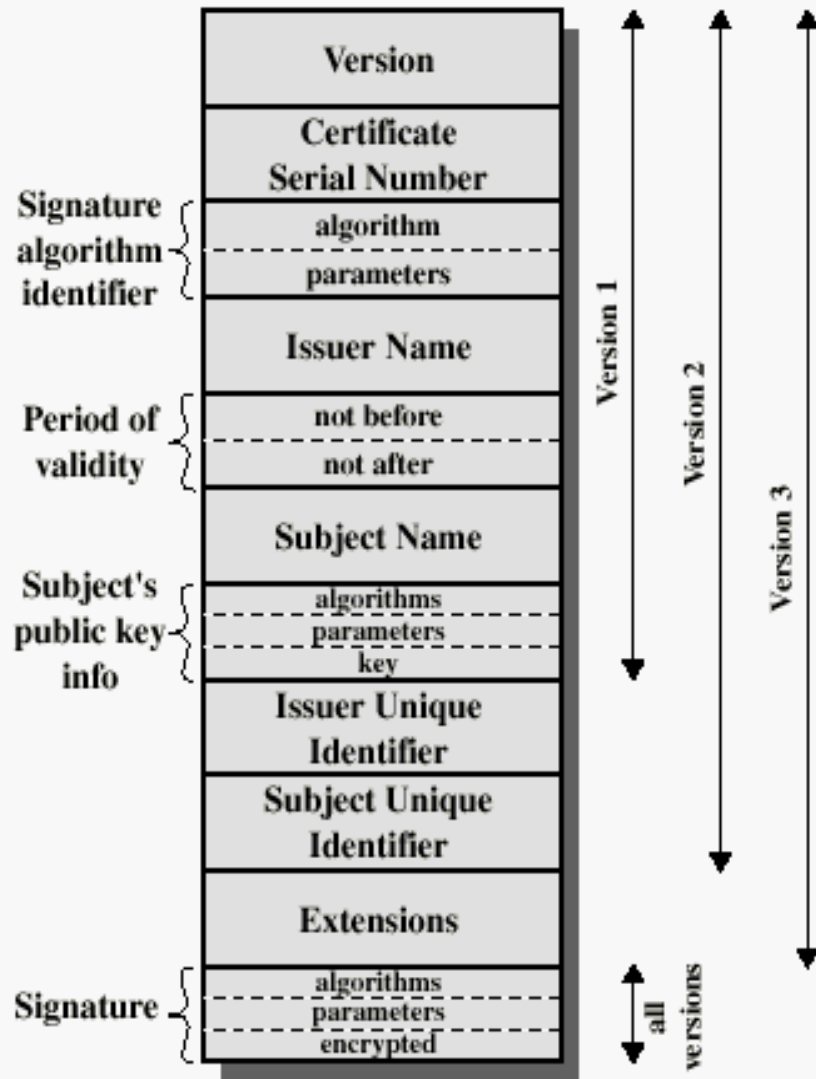 Version
Certificate
Serial Number
Signature
algorithm
identifier
algorithm
parameters
Issuer Name
Period of
validity
not before
not after
Subject Name
Subject's
public key
info
algorithms
parameters
key
Issuer Unique
Identifier
Subject Unique
Identifier
Extensions
Signature
algorithms
parameters
encrypted
Version 1
Version 2
Version 3
all
versions